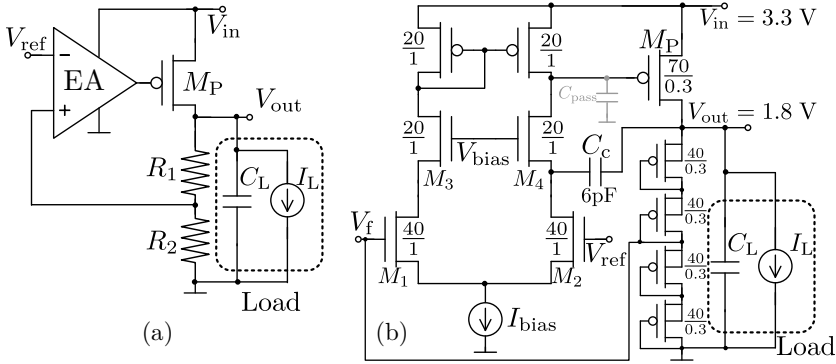 V_in
V_ref
−
EA
+
M_P
V_out
R_1
C_L
I_L
R_2
Load
(a)
V_in = 3.3 V
20/1
20/1
M_P
70/0.3
C_pass
V_out = 1.8 V
20/1
V_bias
20/1
C_c
6pF
M_3
M_4
40/0.3
V_f
40/1
40/1
V_ref
40/0.3
M_1
M_2
40/0.3
C_L
I_L
40/0.3
I_bias
Load
(b)